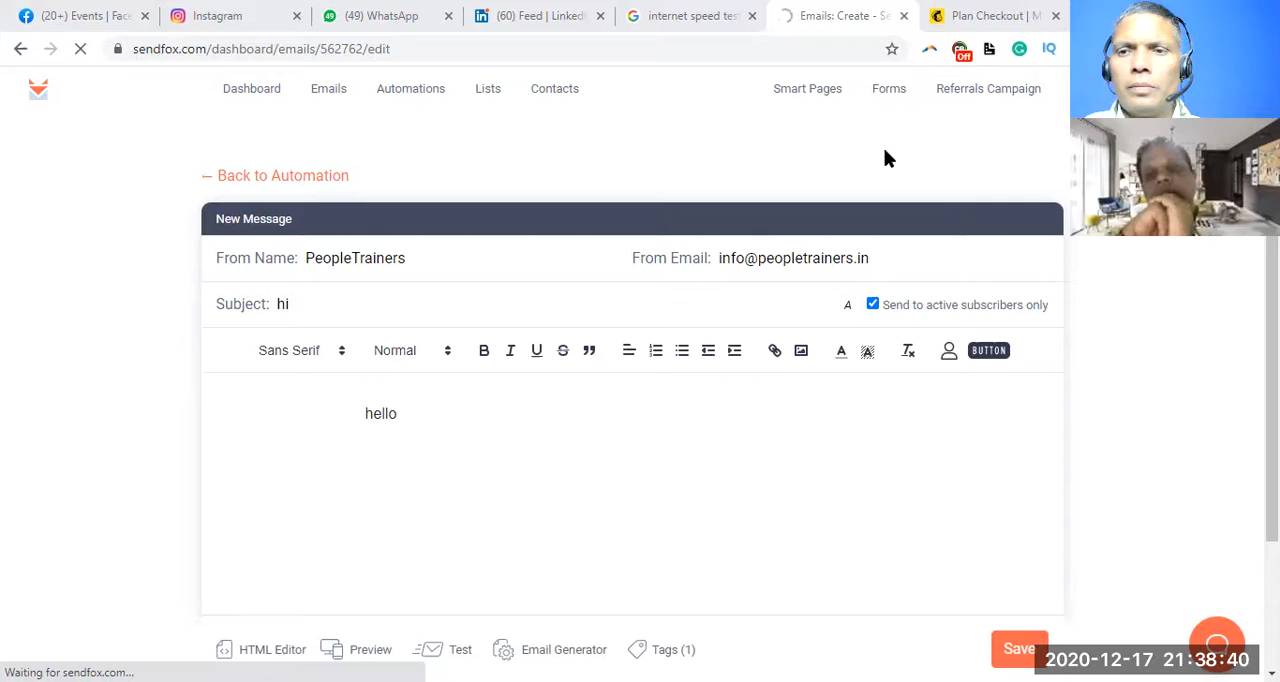 (20+) Events | Face
Instagram
49
(49) WhatsApp
(60) Feed | LinkedI
internet speed tes
Emails: Create - Se
Plan Checkout | M
sendfox.com/dashboard/emails/562762/edit
Off
IQ
Dashboard
Emails
Automations
Lists
Contacts
Smart Pages
Forms
Referrals Campaign
← Back to Automation
New Message
From Name: PeopleTrainers
From Email: info@peopletrainers.in
Subject: hi
A
Send to active subscribers only
Sans Serif
Normal
BUTTON
hello
HTML Editor
Preview
Test
Email Generator
Tags (1)
Save
2020-12-17 21:38:40
Waiting for sendfox.com...